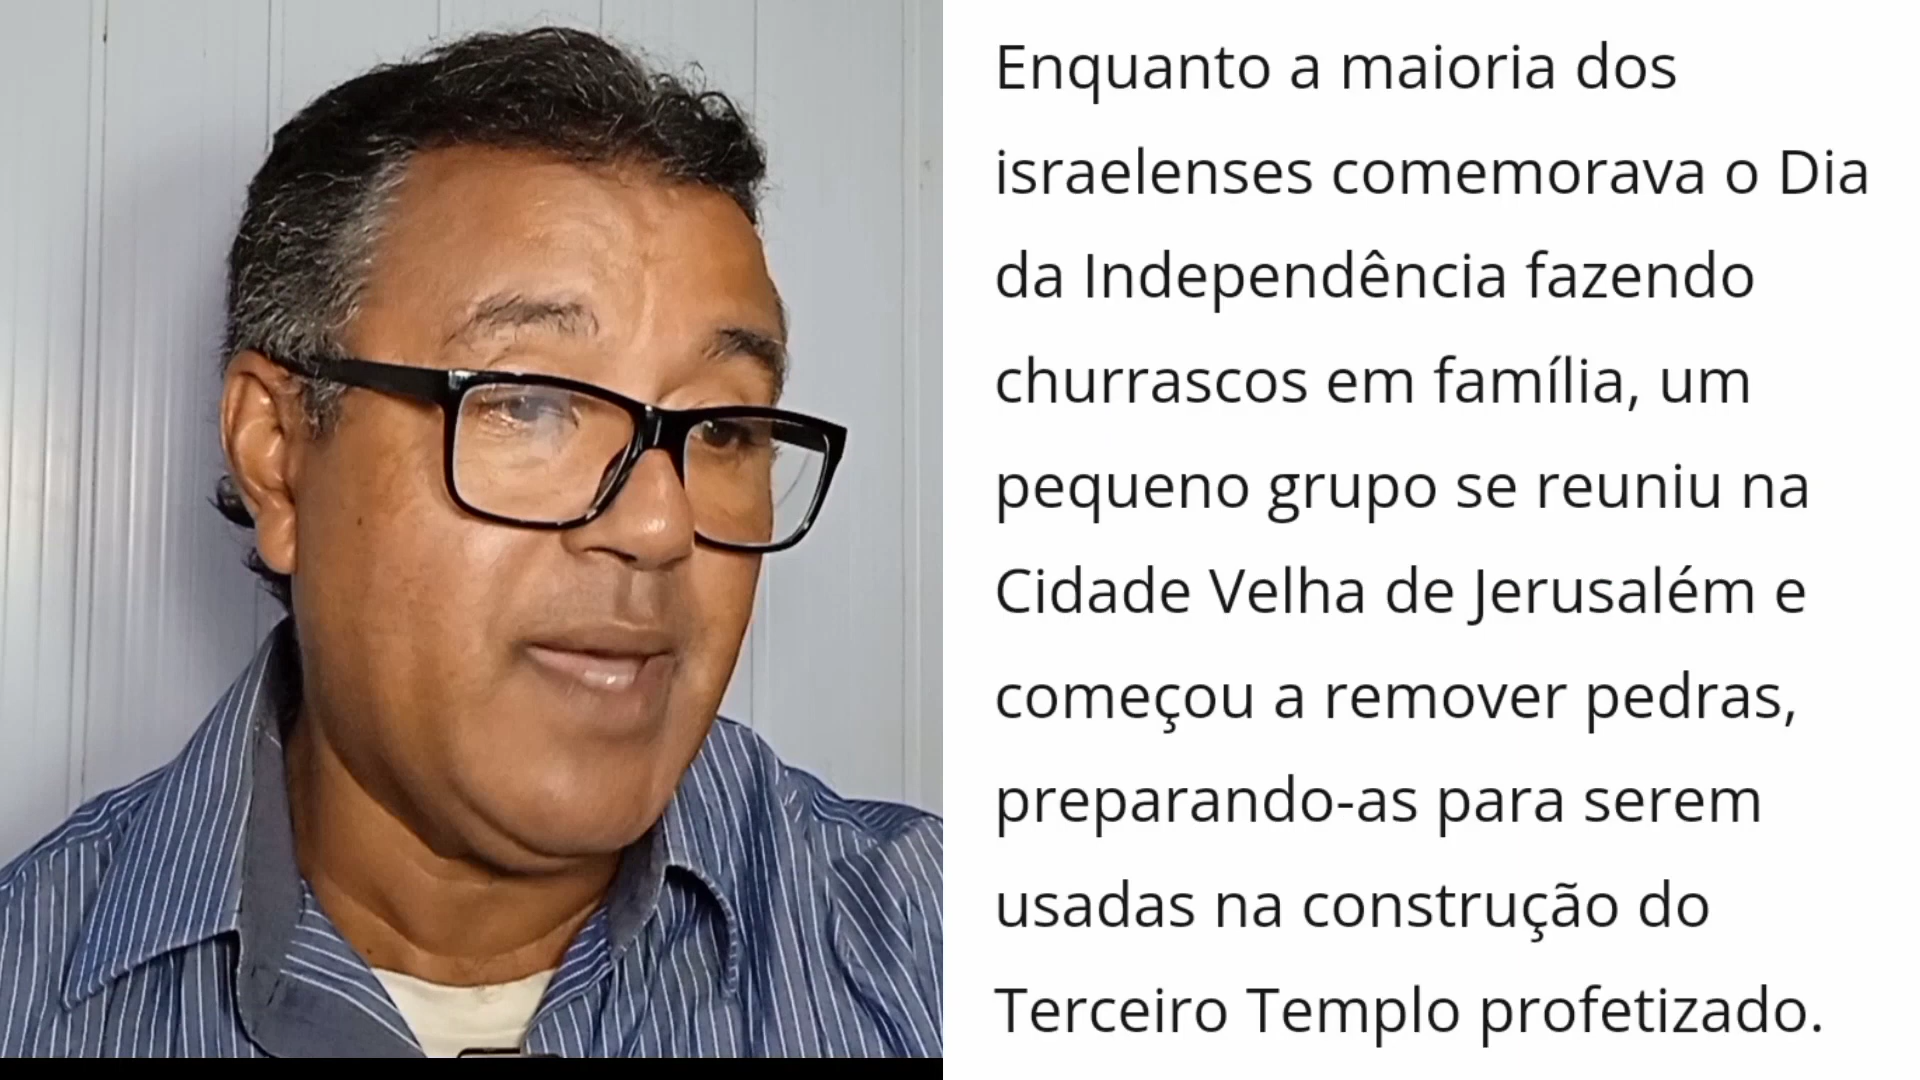 Enquanto a maioria dos
israelenses comemorava o Dia
da Independência fazendo
churrascos em família, um
pequeno grupo se reuniu na
Cidade Velha de Jerusalém e
começou a remover pedras,
preparando-as para serem
usadas na construção do
Terceiro Templo profetizado.